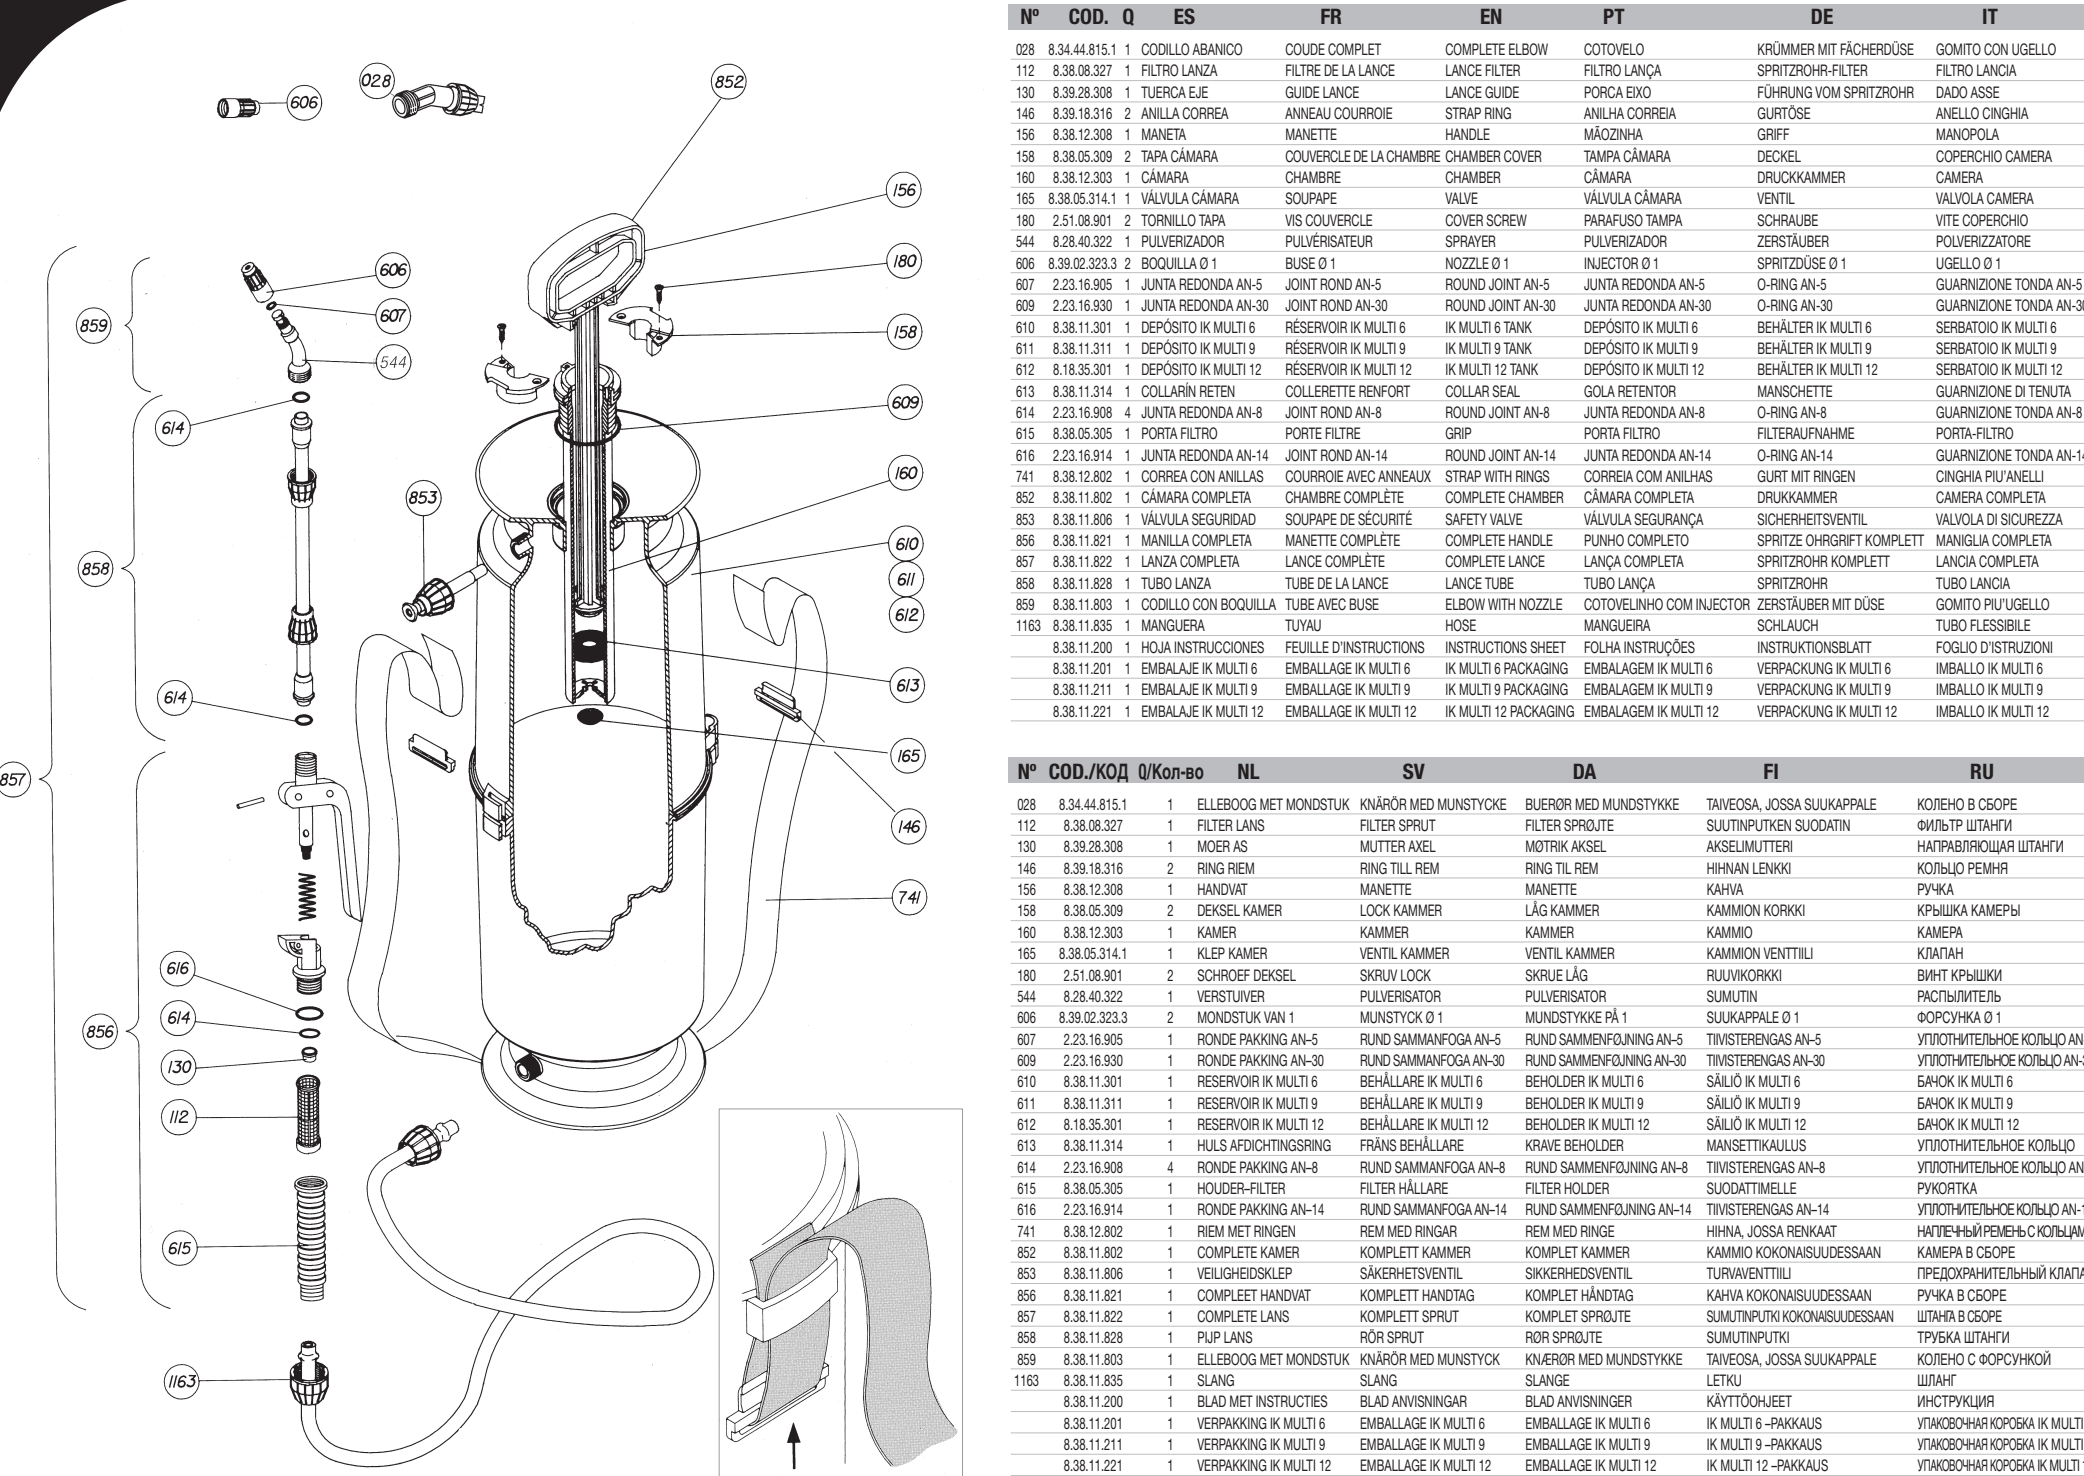 028
606
852
156
180
158
609
160
610
611
612
613
165
146
741
853
606
607
544
859
614
858
614
857
616
614
856
130
112
615
1163
Nº COD. Q ES FR EN PT DE IT
028 8.34.44.815.1 1 CODILLO ABANICO COUDE COMPLET COMPLETE ELBOW COTOVELO KRÜMMER MIT FÄCHERDÜSE GOMITO CON UGELLO
112 8.38.08.327 1 FILTRO LANZA FILTRE DE LA LANCE LANCE FILTER FILTRO LANÇA SPRITZROHR-FILTER FILTRO LANCIA
130 8.39.28.308 1 TUERCA EJE GUIDE LANCE LANCE GUIDE PORCA EIXO FÜHRUNG VOM SPRITZROHR DADO ASSE
146 8.39.18.316 2 ANILLA CORREA ANNEAU COURROIE STRAP RING ANILHA CORREIA GURTÖSE ANELLO CINGHIA
156 8.38.12.308 1 MANETA MANETTE HANDLE MÃOZINHA GRIFF MANOPOLA
158 8.38.05.309 2 TAPA CÁMARA COUVERCLE DE LA CHAMBRE CHAMBER COVER TAMPA CÂMARA DECKEL COPERCHIO CAMERA
160 8.38.12.303 1 CÁMARA CHAMBRE CHAMBER CÂMARA DRUCKKAMMER CAMERA
165 8.38.05.314.1 1 VÁLVULA CÁMARA SOUPAPE VALVE VÁLVULA CÂMARA VENTIL VALVOLA CAMERA
180 2.51.08.901 2 TORNILLO TAPA VIS COUVERCLE COVER SCREW PARAFUSO TAMPA SCHRAUBE VITE COPERCHIO
544 8.28.40.322 1 PULVERIZADOR PULVÉRISATEUR SPRAYER PULVERIZADOR ZERSTÄUBER POLVERIZZATORE
606 8.39.02.323.3 2 BOQUILLA Ø 1 BUSE Ø 1 NOZZLE Ø 1 INJECTOR Ø 1 SPRITZDÜSE Ø 1 UGELLO Ø 1
607 2.23.16.905 1 JUNTA REDONDA AN-5 JOINT ROND AN-5 ROUND JOINT AN-5 JUNTA REDONDA AN-5 O-RING AN-5 GUARNIZIONE TONDA AN-5
609 2.23.16.930 1 JUNTA REDONDA AN-30 JOINT ROND AN-30 ROUND JOINT AN-30 JUNTA REDONDA AN-30 O-RING AN-30 GUARNIZIONE TONDA AN-30
610 8.38.11.301 1 DEPÓSITO IK MULTI 6 RÉSERVOIR IK MULTI 6 IK MULTI 6 TANK DEPÓSITO IK MULTI 6 BEHÄLTER IK MULTI 6 SERBATOIO IK MULTI 6
611 8.38.11.311 1 DEPÓSITO IK MULTI 9 RÉSERVOIR IK MULTI 9 IK MULTI 9 TANK DEPÓSITO IK MULTI 9 BEHÄLTER IK MULTI 9 SERBATOIO IK MULTI 9
612 8.18.35.301 1 DEPÓSITO IK MULTI 12 RÉSERVOIR IK MULTI 12 IK MULTI 12 TANK DEPÓSITO IK MULTI 12 BEHÄLTER IK MULTI 12 SERBATOIO IK MULTI 12
613 8.38.11.314 1 COLLARÍN RETEN COLLERETTE RENFORT COLLAR SEAL GOLA RETENTOR MANSCHETTE GUARNIZIONE DI TENUTA
614 2.23.16.908 4 JUNTA REDONDA AN-8 JOINT ROND AN-8 ROUND JOINT AN-8 JUNTA REDONDA AN-8 O-RING AN-8 GUARNIZIONE TONDA AN-8
615 8.38.05.305 1 PORTA FILTRO PORTE FILTRE GRIP PORTA FILTRO FILTERAUFNAHME PORTA-FILTRO
616 2.23.16.914 1 JUNTA REDONDA AN-14 JOINT ROND AN-14 ROUND JOINT AN-14 JUNTA REDONDA AN-14 O-RING AN-14 GUARNIZIONE TONDA AN-14
741 8.38.12.802 1 CORREA CON ANILLAS COURROIE AVEC ANNEAUX STRAP WITH RINGS CORREIA COM ANILHAS GURT MIT RINGEN CINGHIA PIU'ANELLI
852 8.38.11.802 1 CÁMARA COMPLETA CHAMBRE COMPLÈTE COMPLETE CHAMBER CÂMARA COMPLETA DRUKKAMMER CAMERA COMPLETA
853 8.38.11.806 1 VÁLVULA SEGURIDAD SOUPAPE DE SÉCURITÉ SAFETY VALVE VÁLVULA SEGURANÇA SICHERHEITSVENTIL VALVOLA DI SICUREZZA
856 8.38.11.821 1 MANILLA COMPLETA MANETTE COMPLÈTE COMPLETE HANDLE PUNHO COMPLETO SPRITZE OHRGRIFT KOMPLETT MANIGLIA COMPLETA
857 8.38.11.822 1 LANZA COMPLETA LANCE COMPLÈTE COMPLETE LANCE LANÇA COMPLETA SPRITZROHR KOMPLETT LANCIA COMPLETA
858 8.38.11.828 1 TUBO LANZA TUBE DE LA LANCE LANCE TUBE TUBO LANÇA SPRITZROHR TUBO LANCIA
859 8.38.11.803 1 CODILLO CON BOQUILLA TUBE AVEC BUSE ELBOW WITH NOZZLE COTOVELINHO COM INJECTOR ZERSTÄUBER MIT DÜSE GOMITO PIU'UGELLO
1163 8.38.11.835 1 MANGUERA TUYAU HOSE MANGUEIRA SCHLAUCH TUBO FLESSIBILE
8.38.11.200 1 HOJA INSTRUCCIONES FEUILLE D'INSTRUCTIONS INSTRUCTIONS SHEET FOLHA INSTRUÇÕES INSTRUKTIONSBLATT FOGLIO D'ISTRUZIONI
8.38.11.201 1 EMBALAJE IK MULTI 6 EMBALLAGE IK MULTI 6 IK MULTI 6 PACKAGING EMBALAGEM IK MULTI 6 VERPACKUNG IK MULTI 6 IMBALLO IK MULTI 6
8.38.11.211 1 EMBALAJE IK MULTI 9 EMBALLAGE IK MULTI 9 IK MULTI 9 PACKAGING EMBALAGEM IK MULTI 9 VERPACKUNG IK MULTI 9 IMBALLO IK MULTI 9
8.38.11.221 1 EMBALAJE IK MULTI 12 EMBALLAGE IK MULTI 12 IK MULTI 12 PACKAGING EMBALAGEM IK MULTI 12 VERPACKUNG IK MULTI 12 IMBALLO IK MULTI 12
Nº COD./КОД Q/Кол-во NL SV DA FI RU
028 8.34.44.815.1 1 ELLEBOOG MET MONDSTUK KNÄRÖR MED MUNSTYCKE BUERØR MED MUNDSTYKKE TAIVEOSA, JOSSA SUUKAPPALE КОЛЕНО В СБОРЕ
112 8.38.08.327 1 FILTER LANS FILTER SPRUT FILTER SPRØJTE SUUTINPUTKEN SUODATIN ФИЛЬТР ШТАНГИ
130 8.39.28.308 1 MOER AS MUTTER AXEL MØTRIK AKSEL AKSELIMUTTERI НАПРАВЛЯЮЩАЯ ШТАНГИ
146 8.39.18.316 2 RING RIEM RING TILL REM RING TIL REM HIHNAN LENKKI КОЛЬЦО РЕМНЯ
156 8.38.12.308 1 HANDVAT MANETTE MANETTE KAHVA РУЧКА
158 8.38.05.309 2 DEKSEL KAMER LOCK KAMMER LÅG KAMMER KAMMION KORKKI КРЫШКА КАМЕРЫ
160 8.38.12.303 1 KAMER KAMMER KAMMER KAMMIO КАМЕРА
165 8.38.05.314.1 1 KLEP KAMER VENTIL KAMMER VENTIL KAMMER KAMMION VENTTIILI КЛАПАН
180 2.51.08.901 2 SCHROEF DEKSEL SKRUV LOCK SKRUE LÅG RUUVIKORKKI ВИНТ КРЫШКИ
544 8.28.40.322 1 VERSTUIVER PULVERISATOR PULVERISATOR SUMUTIN РАСПЫЛИТЕЛЬ
606 8.39.02.323.3 2 MONDSTUK VAN 1 MUNSTYCK Ø 1 MUNDSTYKKE PÅ 1 SUUKAPPALE Ø 1 ФОРСУНКА Ø 1
607 2.23.16.905 1 RONDE PAKKING AN–5 RUND SAMMANFOGA AN–5 RUND SAMMENFØJNING AN–5 TIIVISTERENGAS AN–5 УПЛОТНИТЕЛЬНОЕ КОЛЬЦО AN
609 2.23.16.930 1 RONDE PAKKING AN–30 RUND SAMMANFOGA AN–30 RUND SAMMENFØJNING AN–30 TIIVISTERENGAS AN–30 УПЛОТНИТЕЛЬНОЕ КОЛЬЦО AN-3
610 8.38.11.301 1 RESERVOIR IK MULTI 6 BEHÅLLARE IK MULTI 6 BEHOLDER IK MULTI 6 SÄILIÖ IK MULTI 6 БАЧОК IK MULTI 6
611 8.38.11.311 1 RESERVOIR IK MULTI 9 BEHÅLLARE IK MULTI 9 BEHOLDER IK MULTI 9 SÄILIÖ IK MULTI 9 БАЧОК IK MULTI 9
612 8.18.35.301 1 RESERVOIR IK MULTI 12 BEHÅLLARE IK MULTI 12 BEHOLDER IK MULTI 12 SÄILIÖ IK MULTI 12 БАЧОК IK MULTI 12
613 8.38.11.314 1 HULS AFDICHTINGSRING FRÄNS BEHÅLLARE KRAVE BEHOLDER MANSETTIKAULUS УПЛОТНИТЕЛЬНОЕ КОЛЬЦО
614 2.23.16.908 4 RONDE PAKKING AN–8 RUND SAMMANFOGA AN–8 RUND SAMMENFØJNING AN–8 TIIVISTERENGAS AN–8 УПЛОТНИТЕЛЬНОЕ КОЛЬЦО AN
615 8.38.05.305 1 HOUDER–FILTER FILTER HÅLLARE FILTER HOLDER SUODATTIMELLE РУКОЯТКА
616 2.23.16.914 1 RONDE PAKKING AN–14 RUND SAMMANFOGA AN–14 RUND SAMMENFØJNING AN–14 TIIVISTERENGAS AN–14 УПЛОТНИТЕЛЬНОЕ КОЛЬЦО AN-1
741 8.38.12.802 1 RIEM MET RINGEN REM MED RINGAR REM MED RINGE HIHNA, JOSSA RENKAAT НАПЛЕЧНЫЙ РЕМЕНЬ С КОЛЬЦАМ
852 8.38.11.802 1 COMPLETE KAMER KOMPLETT KAMMER KOMPLET KAMMER KAMMIO KOKONAISUUDESSAAN КАМЕРА В СБОРЕ
853 8.38.11.806 1 VEILIGHEIDSKLEP SÄKERHETSVENTIL SIKKERHEDSVENTIL TURVAVENTTIILI ПРЕДОХРАНИТЕЛЬНЫЙ КЛАПА
856 8.38.11.821 1 COMPLEET HANDVAT KOMPLETT HANDTAG KOMPLET HÅNDTAG KAHVA KOKONAISUUDESSAAN РУЧКА В СБОРЕ
857 8.38.11.822 1 COMPLETE LANS KOMPLETT SPRUT KOMPLET SPRØJTE SUMUTINPUTKI KOKONAISUUDESSAAN ШТАНГА В СБОРЕ
858 8.38.11.828 1 PIJP LANS RÖR SPRUT RØR SPRØJTE SUMUTINPUTKI ТРУБКА ШТАНГИ
859 8.38.11.803 1 ELLEBOOG MET MONDSTUK KNÄRÖR MED MUNSTYCK KNÆRØR MED MUNDSTYKKE TAIVEOSA, JOSSA SUUKAPPALE КОЛЕНО С ФОРСУНКОЙ
1163 8.38.11.835 1 SLANG SLANG SLANGE LETKU ШЛАНГ
8.38.11.200 1 BLAD MET INSTRUCTIES BLAD ANVISNINGAR BLAD ANVISNINGER KÄYTTÖOHJEET ИНСТРУКЦИЯ
8.38.11.201 1 VERPAKKING IK MULTI 6 EMBALLAGE IK MULTI 6 EMBALLAGE IK MULTI 6 IK MULTI 6 –PAKKAUS УПАКОВОЧНАЯ КОРОБКА IK MULTI
8.38.11.211 1 VERPAKKING IK MULTI 9 EMBALLAGE IK MULTI 9 EMBALLAGE IK MULTI 9 IK MULTI 9 –PAKKAUS УПАКОВОЧНАЯ КОРОБКА IK MULTI
8.38.11.221 1 VERPAKKING IK MULTI 12 EMBALLAGE IK MULTI 12 EMBALLAGE IK MULTI 12 IK MULTI 12 –PAKKAUS УПАКОВОЧНАЯ КОРОБКА IK MULTI 1